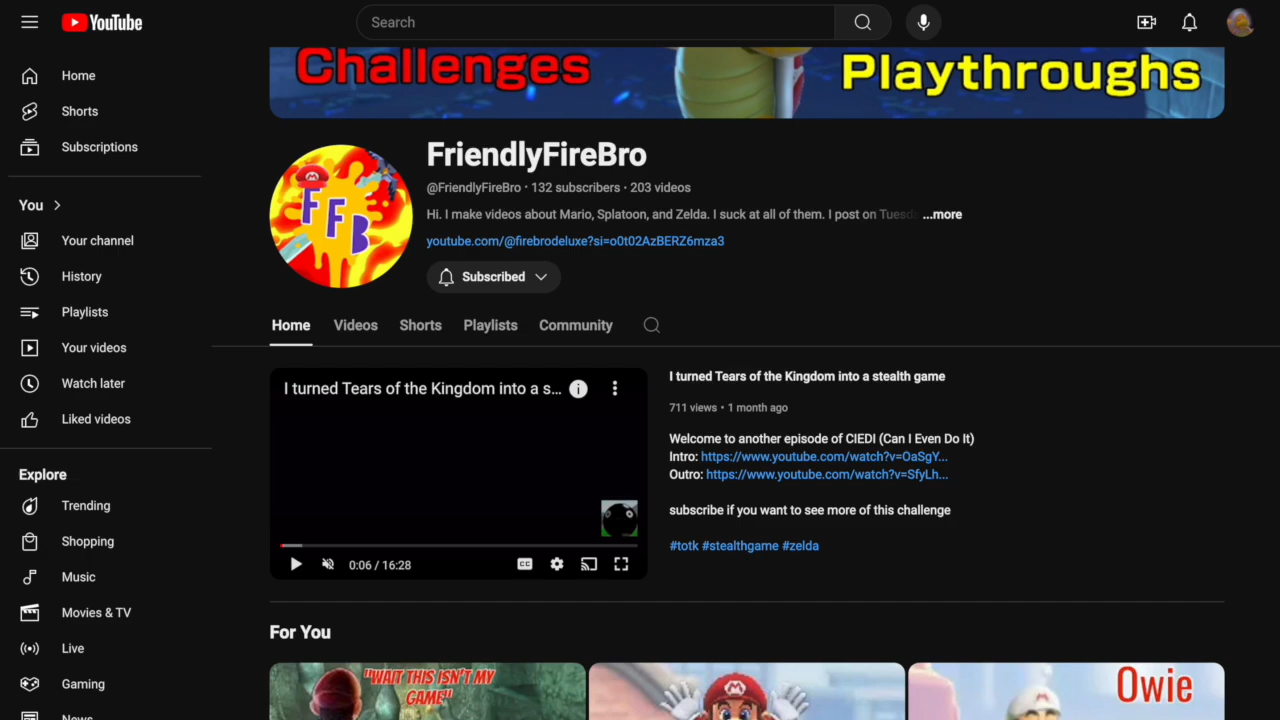 YouTube
Search
Home
Shorts
Subscriptions
You
Your channel
History
Playlists
Your videos
Watch later
Liked videos
Explore
Trending
Shopping
Music
Movies & TV
Live
Gaming
News
Challenges
Playthroughs
FFB
FriendlyFireBro
@FriendlyFireBro · 132 subscribers · 203 videos
Hi. I make videos about Mario, Splatoon, and Zelda. I suck at all of them. I post on ...more
youtube.com/@firebrodeluxe?si=o0t02AzBERZ6mza3
Subscribed
Home Videos Shorts Playlists Community
I turned Tears of the Kingdom into a s...
0:06 / 16:28
CC
I turned Tears of the Kingdom into a stealth game
711 views • 1 month ago
Welcome to another episode of CIEDI (Can I Even Do It)
Intro: https://www.youtube.com/watch?v=OaSgY...
Outro: https://www.youtube.com/watch?v=SfyLh...
subscribe if you want to see more of this challenge
#totk #stealthgame #zelda
For You
"WAIT THIS ISN'T MY
GAME"
Owie